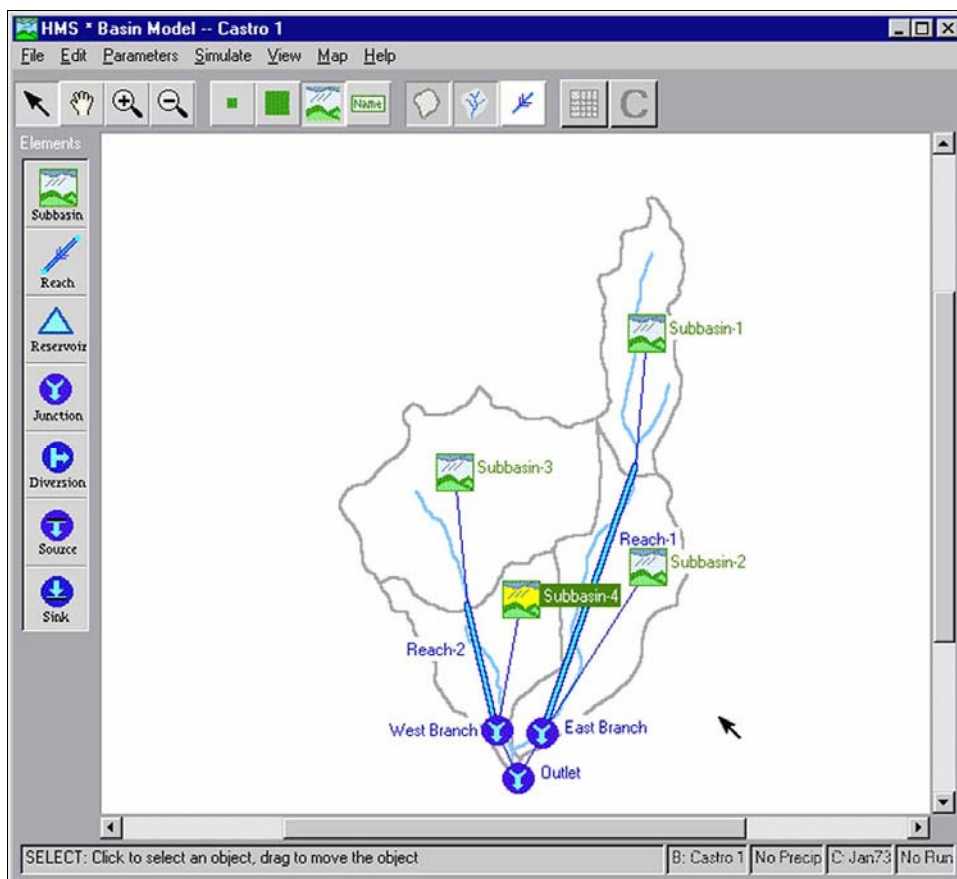 HMS * Basin Model -- Castro 1
File Edit Parameters Simulate View Map Help
Name
C
Elements
Subbasin
Reach
Reservoir
Junction
Diversion
Source
Sink
Subbasin-1
Subbasin-3
Reach-1
Subbasin-2
Subbasin-4
Reach-2
West Branch
East Branch
Outlet
SELECT: Click to select an object, drag to move the object B: Castro 1 No Precip C: Jan73 No Run